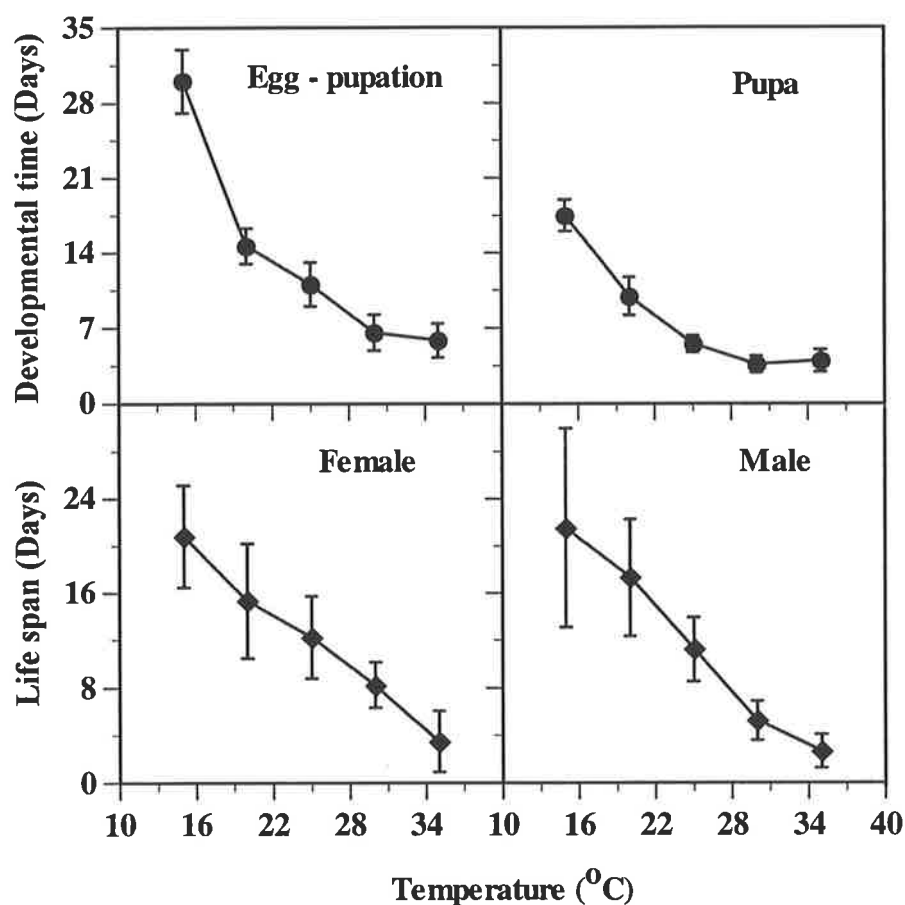 35
28
21
14
7
0
Developmental time (Days)
Egg - pupation
Pupa
24
16
8
0
Life span (Days)
Female
Male
10 16 22 28 34 10 16 22 28 34 40
Temperature (°C)